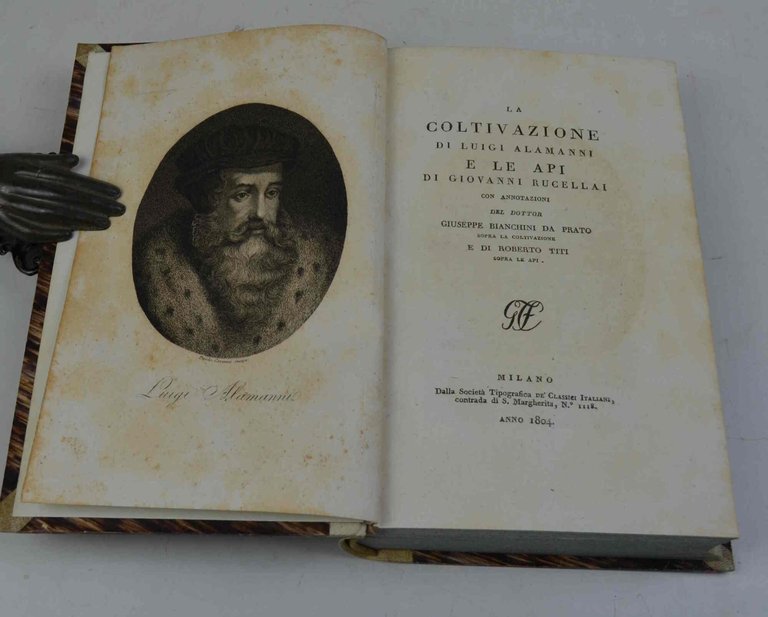 Luigi Alamanni
LA
COLTIVAZIONE
DI LUIGI ALAMANNI
E LE API
DI GIOVANNI RUCELLAI
CON ANNOTAZIONI
DEL DOTTOR
GIUSEPPE BIANCHINI DA PRATO
SOPRA LA COLTIVAZIONE
E DI ROBERTO TITI
SOPRA LE API.
MILANO
Dalla Società Tipografica DE' CLASSICI ITALIANI,
contrada di S. Margherita, N.° 1118.
ANNO 1804.